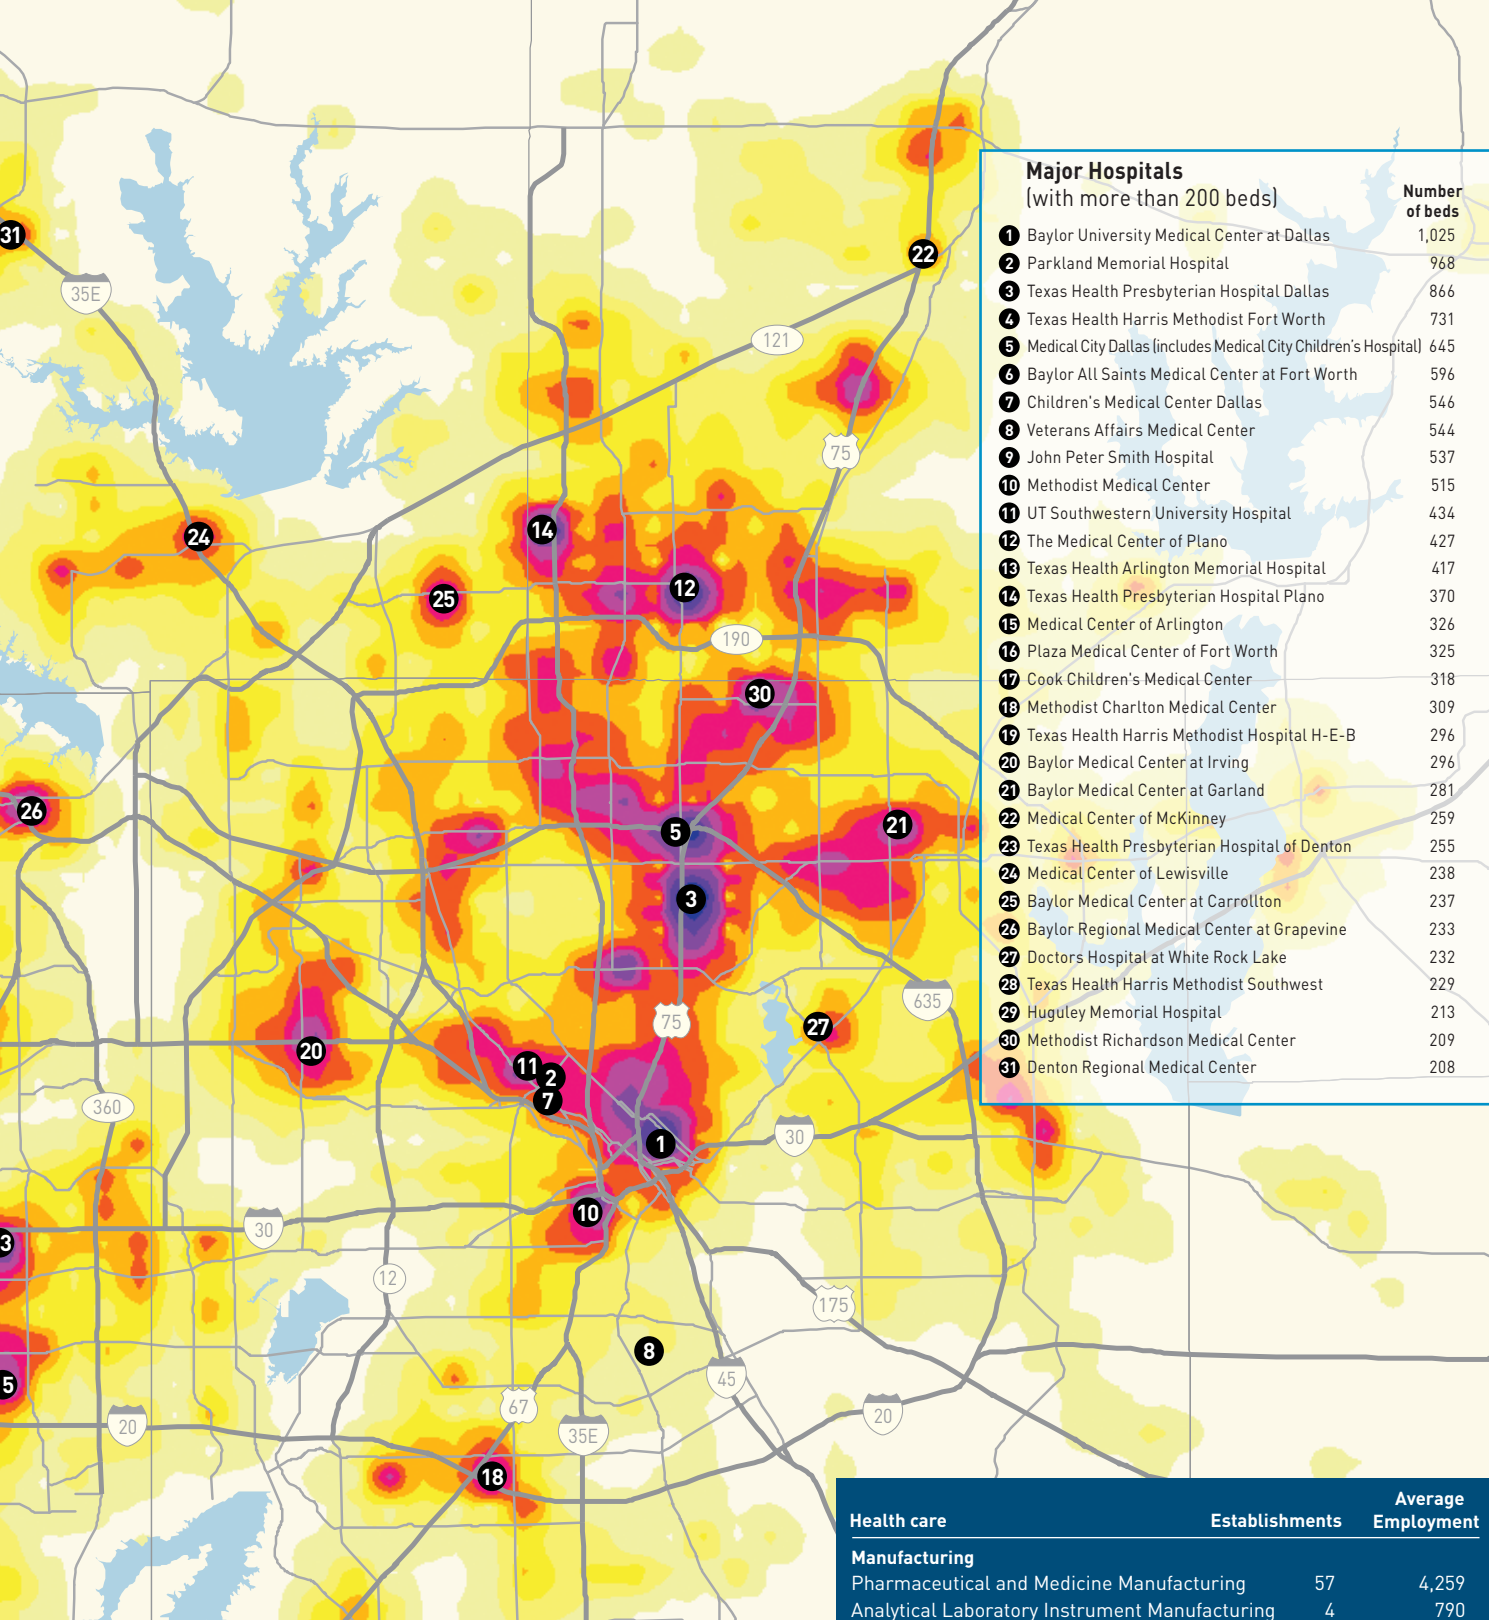 Major Hospitals
(with more than 200 beds)
Number
of beds
1 Baylor University Medical Center at Dallas 1,025
2 Parkland Memorial Hospital 968
3 Texas Health Presbyterian Hospital Dallas 866
4 Texas Health Harris Methodist Fort Worth 731
5 Medical City Dallas (includes Medical City Children's Hospital) 645
6 Baylor All Saints Medical Center at Fort Worth 596
7 Children's Medical Center Dallas 546
8 Veterans Affairs Medical Center 544
9 John Peter Smith Hospital 537
10 Methodist Medical Center 515
11 UT Southwestern University Hospital 434
12 The Medical Center of Plano 427
13 Texas Health Arlington Memorial Hospital 417
14 Texas Health Presbyterian Hospital Plano 370
15 Medical Center of Arlington 326
16 Plaza Medical Center of Fort Worth 325
17 Cook Children's Medical Center 318
18 Methodist Charlton Medical Center 309
19 Texas Health Harris Methodist Hospital H-E-B 296
20 Baylor Medical Center at Irving 296
21 Baylor Medical Center at Garland 281
22 Medical Center of McKinney 259
23 Texas Health Presbyterian Hospital of Denton 255
24 Medical Center of Lewisville 238
25 Baylor Medical Center at Carrollton 237
26 Baylor Regional Medical Center at Grapevine 233
27 Doctors Hospital at White Rock Lake 232
28 Texas Health Harris Methodist Southwest 229
29 Huguley Memorial Hospital 213
30 Methodist Richardson Medical Center 209
31 Denton Regional Medical Center 208
31
22
35E
121
75
14
24
12
25
190
30
26
5
21
3
635
75
27
20
11
2
7
360
30
1
10
30
3
12
175
8
45
5
67
20
20
35E
18
Health care Establishments Average
Employment
Manufacturing
Pharmaceutical and Medicine Manufacturing 57 4,259
Analytical Laboratory Instrument Manufacturing 4 790